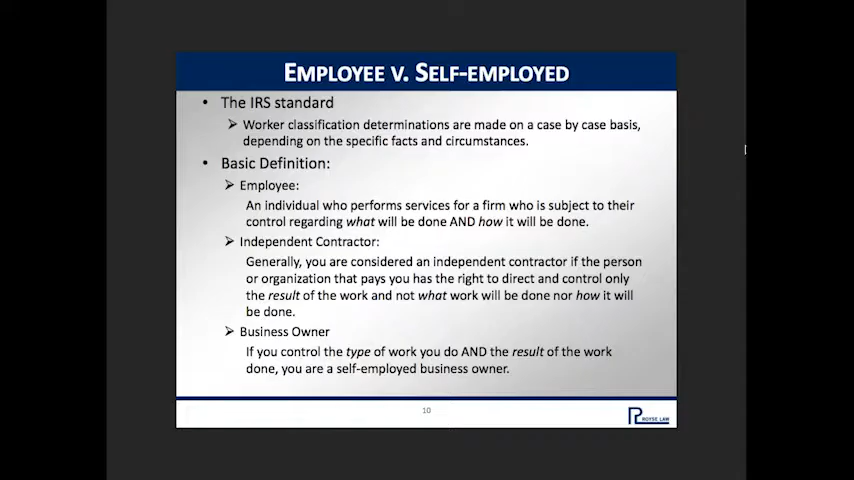 EMPLOYEE V. SELF-EMPLOYED
• The IRS standard
➢ Worker classification determinations are made on a case by case basis,
depending on the specific facts and circumstances.
• Basic Definition:
➢ Employee:
An individual who performs services for a firm who is subject to their
control regarding what will be done AND how it will be done.
➢ Independent Contractor:
Generally, you are considered an independent contractor if the person
or organization that pays you has the right to direct and control only
the result of the work and not what work will be done nor how it will
be done.
➢ Business Owner
If you control the type of work you do AND the result of the work
done, you are a self-employed business owner.
10
ROYSE LAW